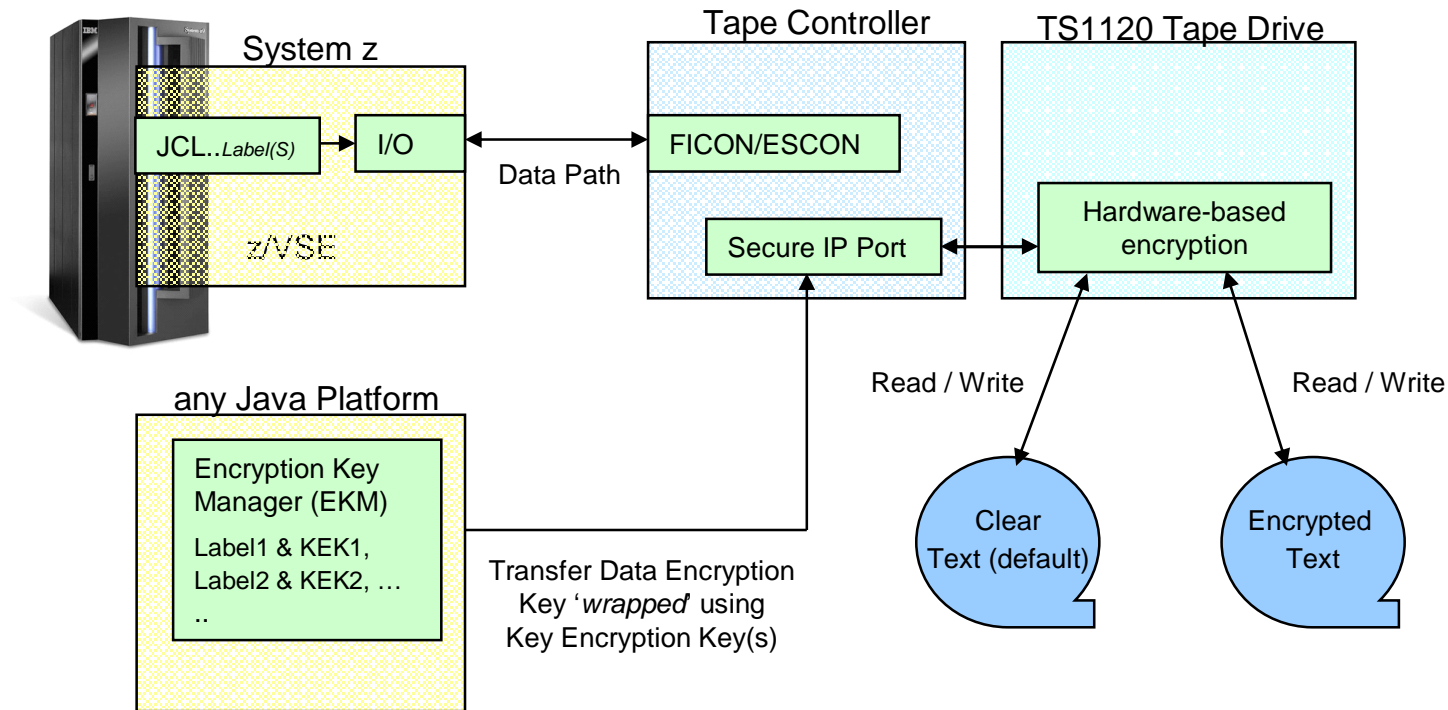 System z
Tape Controller
TS1120 Tape Drive
IBM
JCL..Label(S)
I/O
Data Path
FICON/ESCON
Secure IP Port
Hardware-based
encryption
z/VSE
Read / Write
Read / Write
any Java Platform
Encryption Key
Manager (EKM)
Label1 & KEK1,
Label2 & KEK2, …
..
Transfer Data Encryption
Key ‘wrapped’ using
Key Encryption Key(s)
Clear
Text (default)
Encrypted
Text